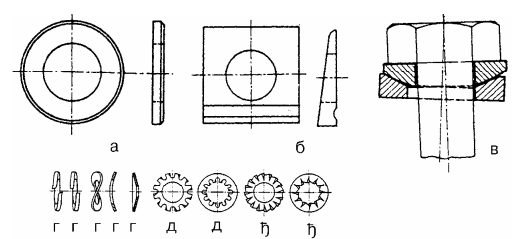 а б в
г г г г г д д ђ ђ